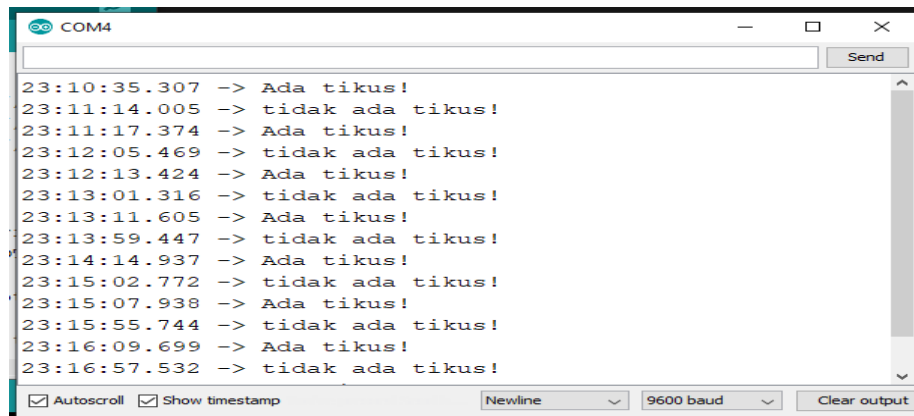 COM4
Send
23:10:35.307 -> Ada tikus!
23:11:14.005 -> tidak ada tikus!
23:11:17.374 -> Ada tikus!
23:12:05.469 -> tidak ada tikus!
23:12:13.424 -> Ada tikus!
23:13:01.316 -> tidak ada tikus!
23:13:11.605 -> Ada tikus!
23:13:59.447 -> tidak ada tikus!
23:14:14.937 -> Ada tikus!
23:15:02.772 -> tidak ada tikus!
23:15:07.938 -> Ada tikus!
23:15:55.744 -> tidak ada tikus!
23:16:09.699 -> Ada tikus!
23:16:57.532 -> tidak ada tikus!
Autoscroll Show timestamp Newline 9600 baud Clear output